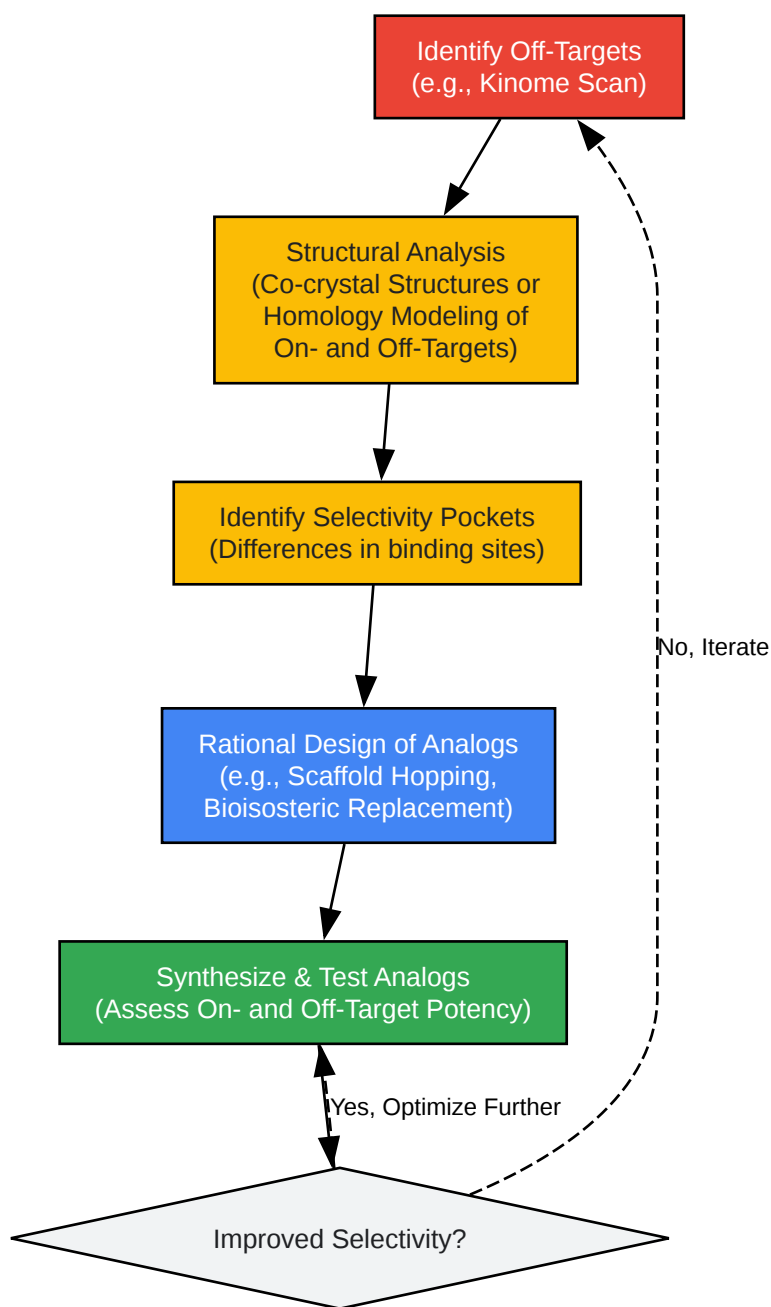 Identify Off-Targets
(e.g., Kinome Scan)
Structural Analysis
(Co-crystal Structures or
Homology Modeling of
On- and Off-Targets)
Identify Selectivity Pockets
(Differences in binding sites)
No, Iterate
Rational Design of Analogs
(e.g., Scaffold Hopping,
Bioisosteric Replacement)
Synthesize & Test Analogs
(Assess On- and Off-Target Potency)
Yes, Optimize Further
Improved Selectivity?